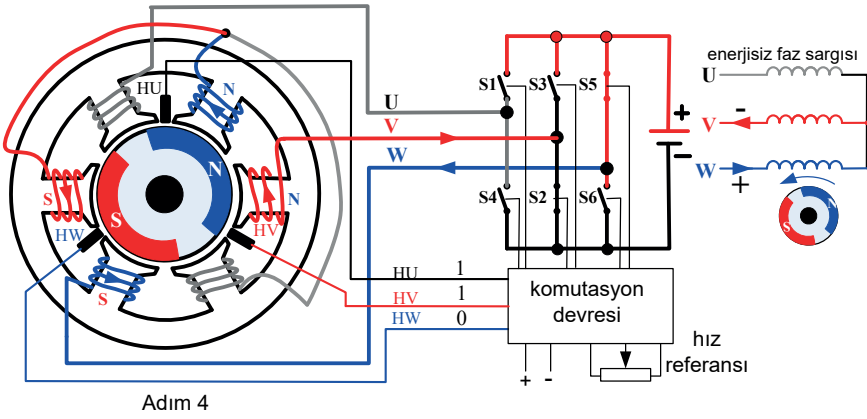 HU
N
S
N
S
N
S
HV
HW
S
U
V
W
S1
S3
S5
S4
S2
S6
+
-
enerjisiz faz sargısı
U
V
-
W
+
N
S
HU 1
HV 1
HW 0
komutasyon
devresi
+ -
hız
referansı
Adım 4